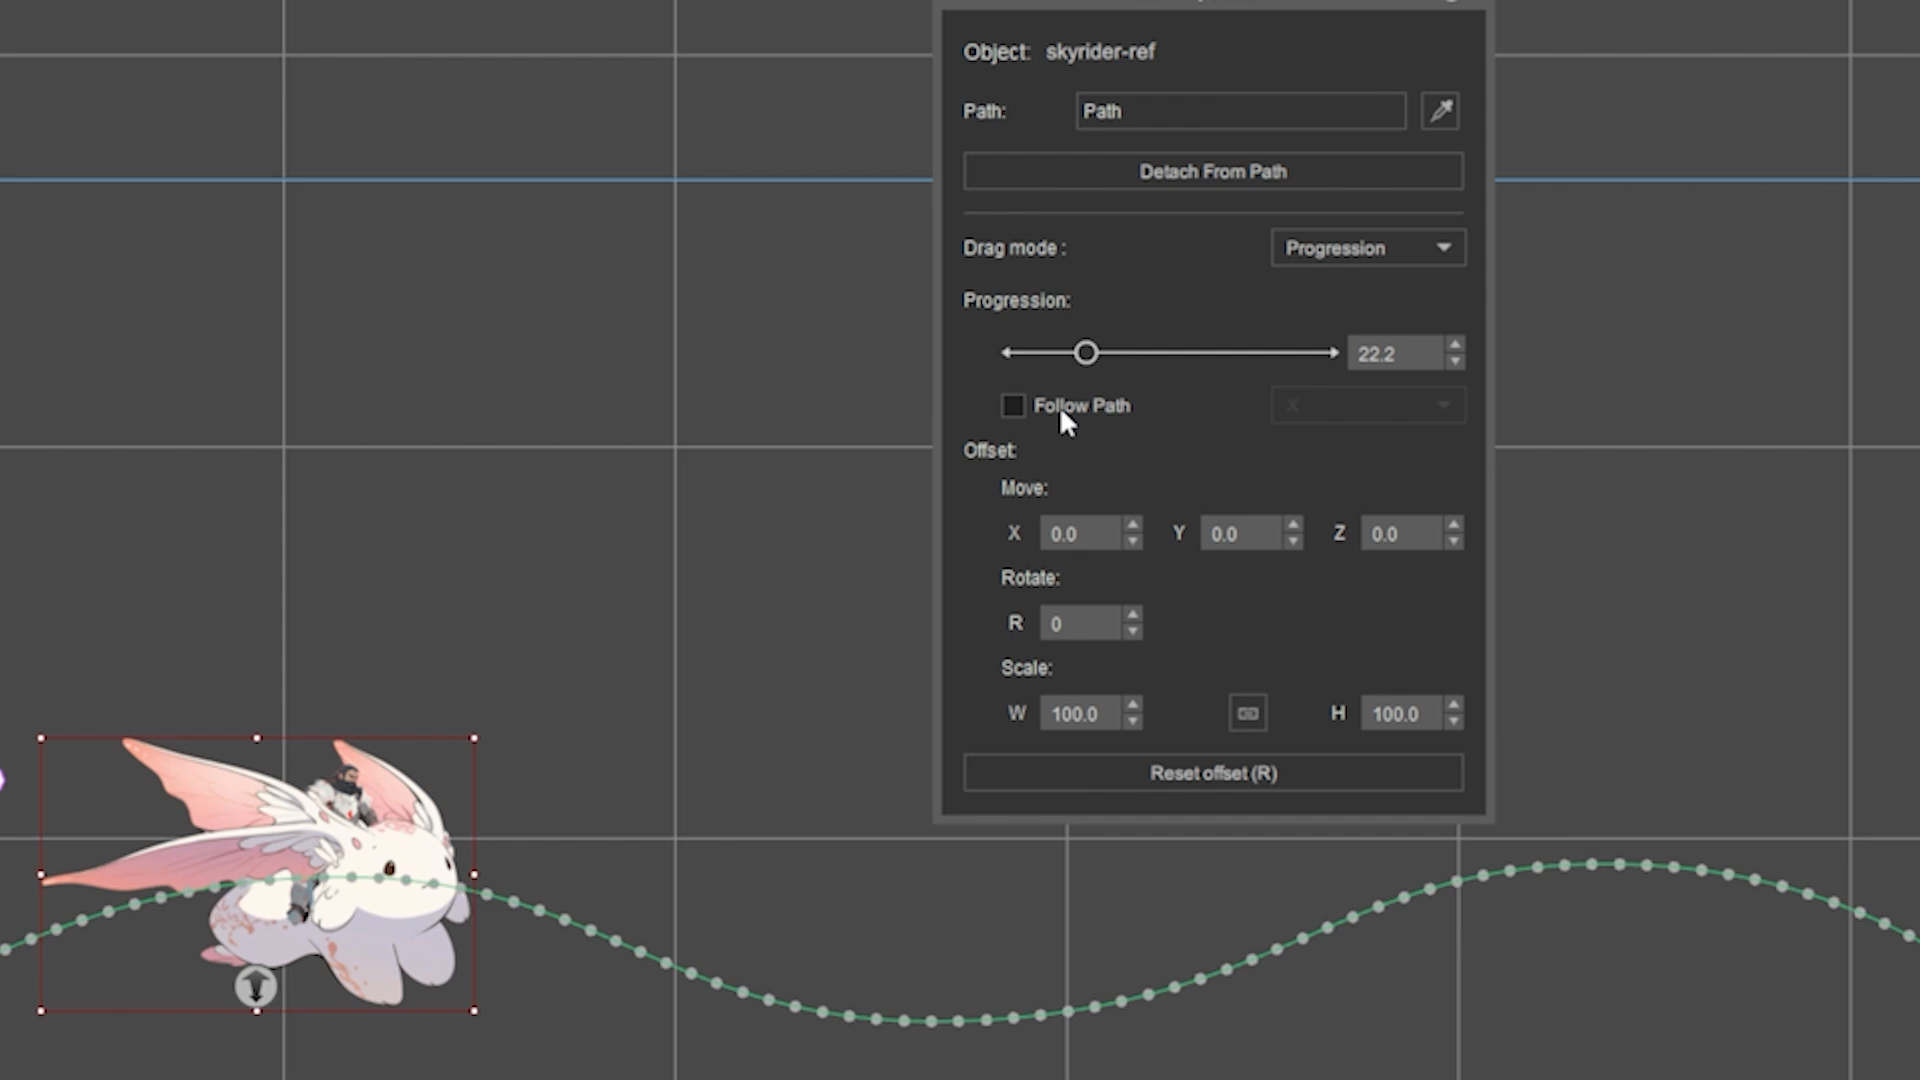 Object: skyrider-ref
Path: Path
Detach From Path
Drag mode : Progression
Progression:
22.2
Follow Path X
Offset:
Move:
X 0.0 Y 0.0 Z 0.0
Rotate:
R 0
Scale:
W 100.0 H 100.0
Reset offset (R)